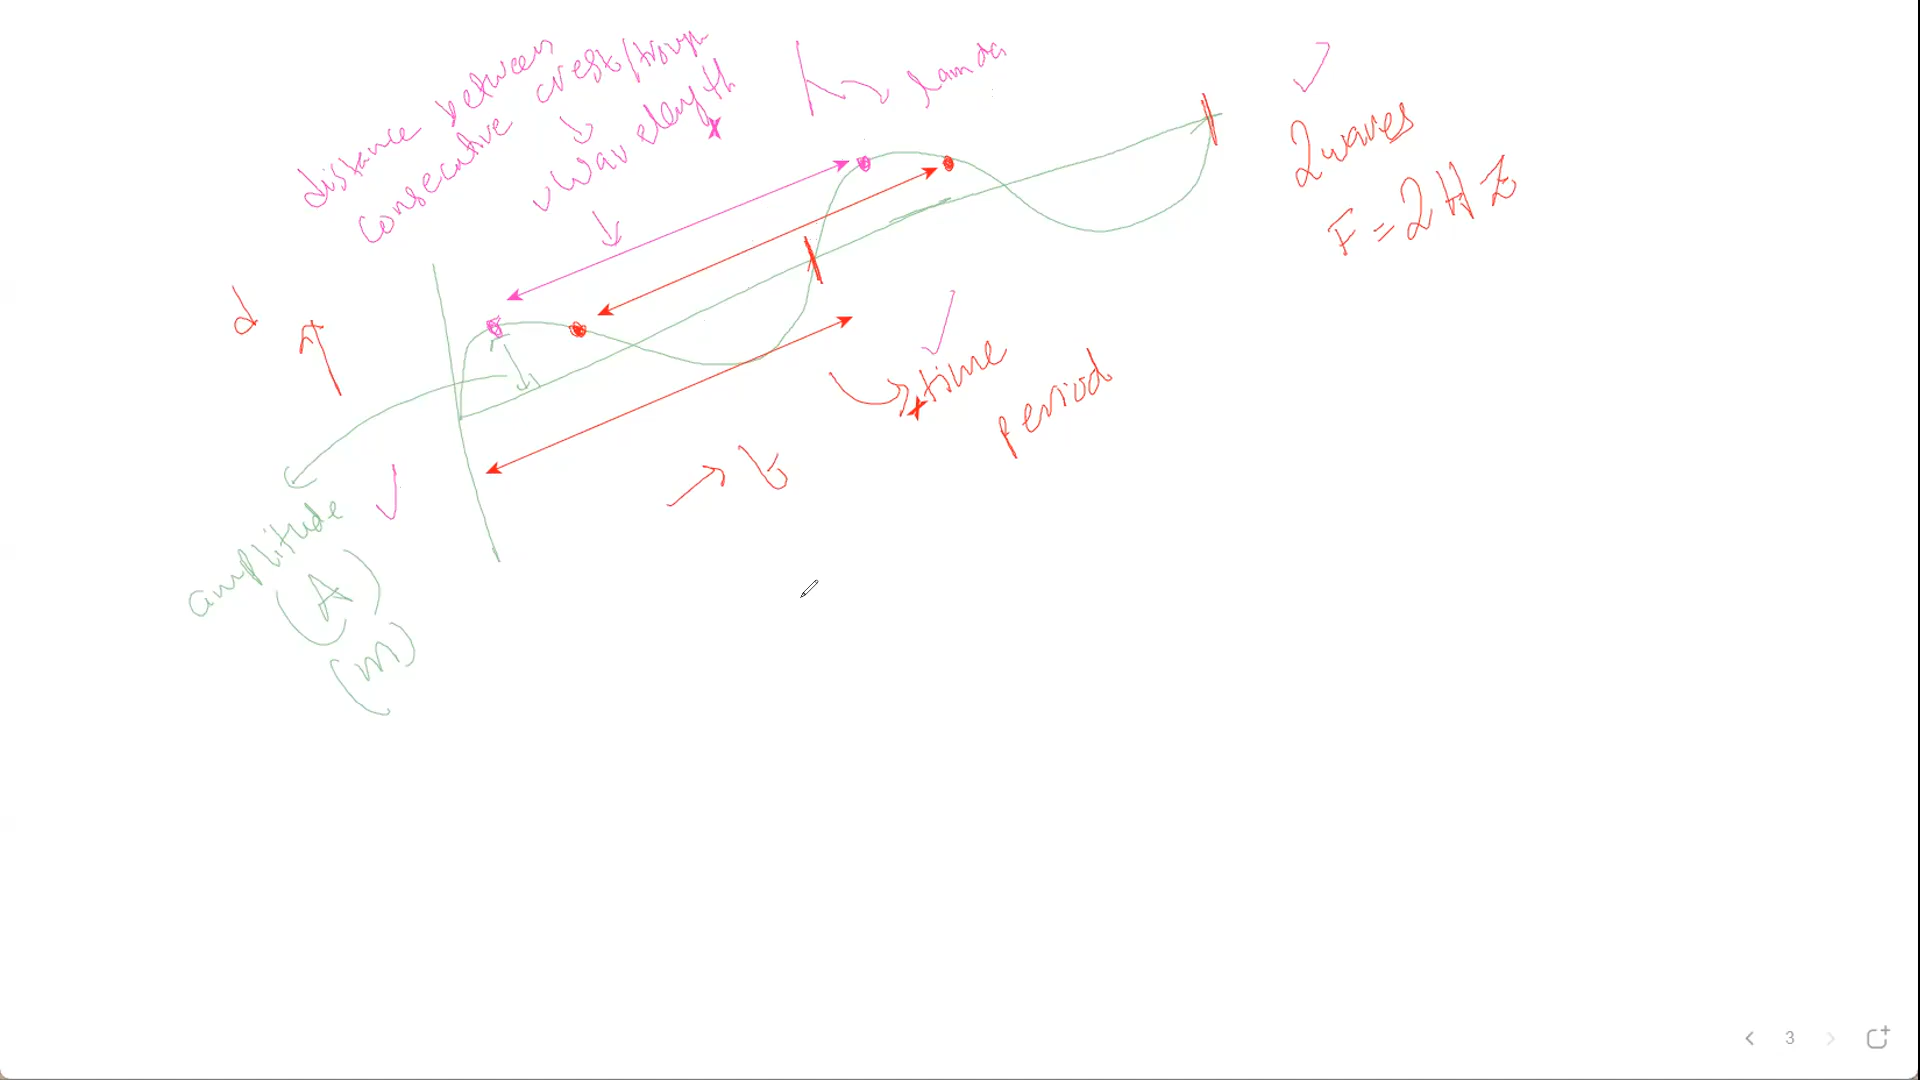 distance between
consecutive crest/trough
Wavelength
λ
lamda
2 waves
F = 2 Hz
d
time
period
t
amplitude
(A)
(m)
3